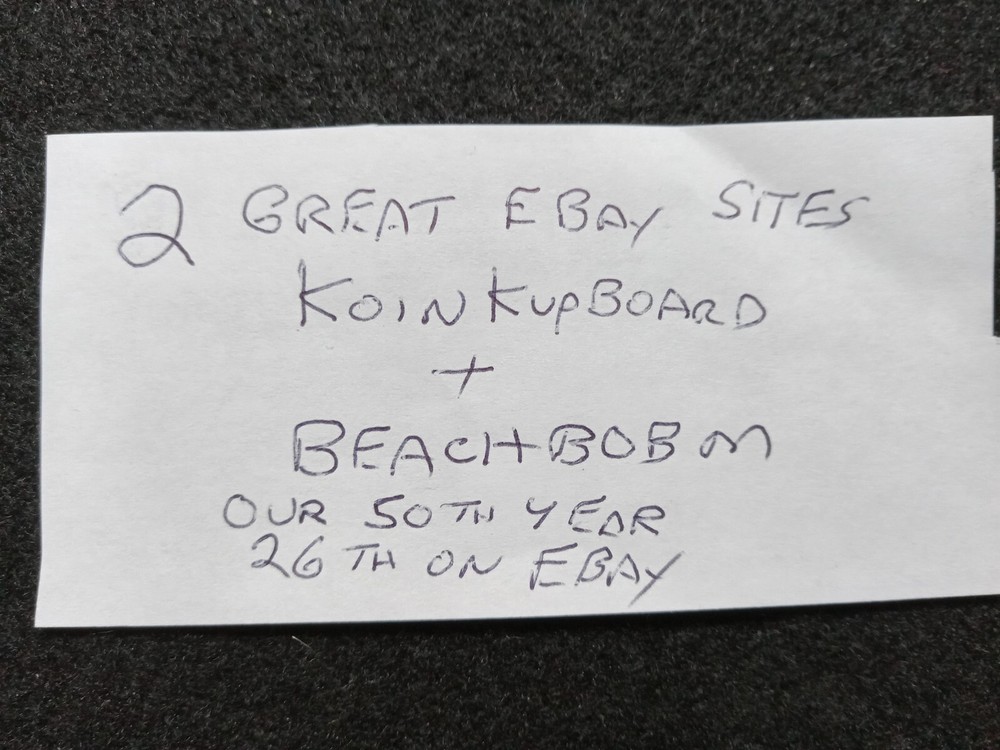 2 GREAT EBAY SITES
KOINKUPBOARD
+
BEACHBOBM
OUR 50TH YEAR
26TH ON EBAY